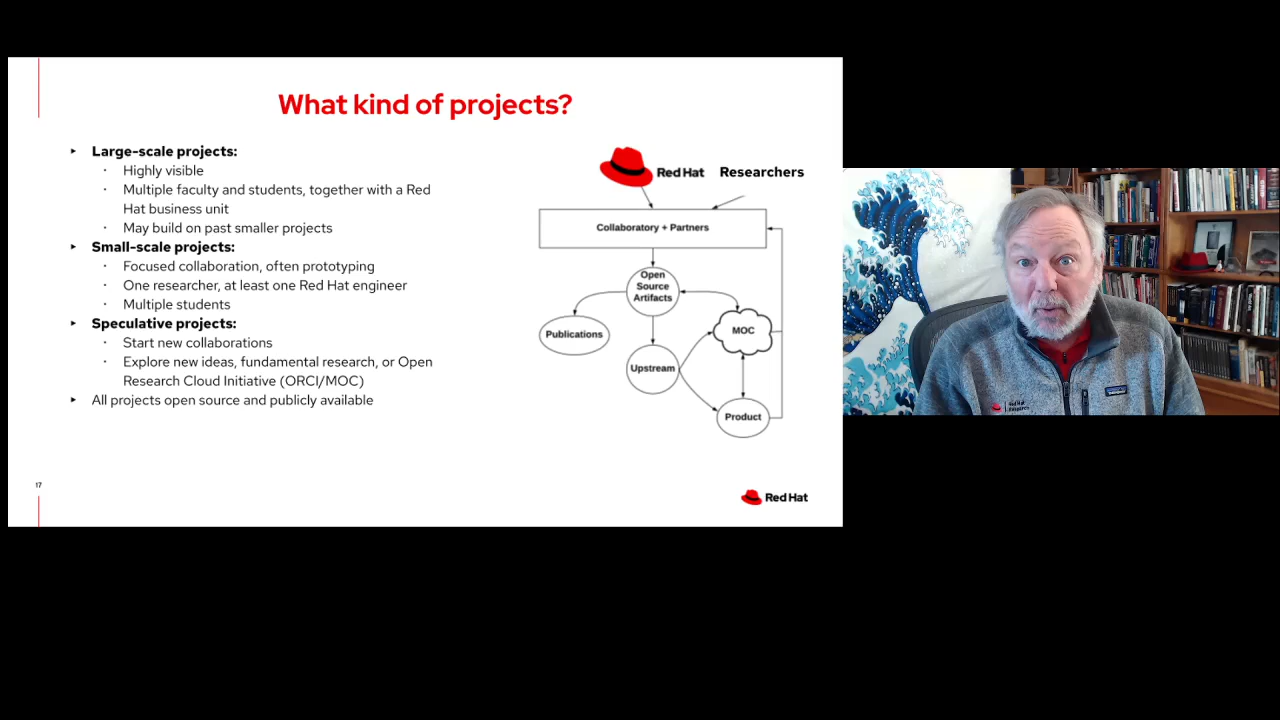 What kind of projects?
Large-scale projects:
Highly visible
Multiple faculty and students, together with a Red
Hat business unit
May build on past smaller projects
Small-scale projects:
Focused collaboration, often prototyping
One researcher, at least one Red Hat engineer
Multiple students
Speculative projects:
Start new collaborations
Explore new ideas, fundamental research, or Open
Research Cloud Initiative (ORCI/MOC)
All projects open source and publicly available
Red Hat
Researchers
Collaboratory + Partners
Open
Source
Artifacts
Publications
MOC
Upstream
Product
17
Red Hat
Red Hat
Research
patagonia